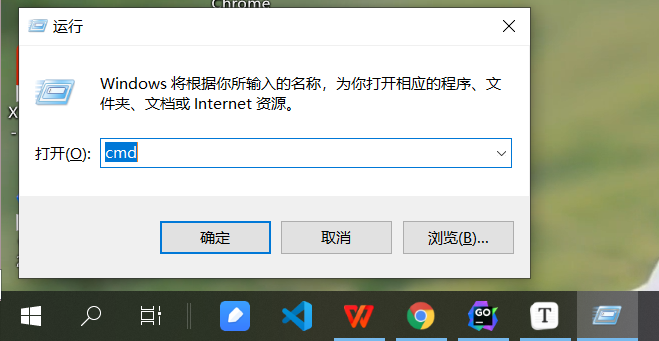 Chrome
运行
Windows 将根据你所输入的名称，为你打开相应的程序、文
件夹、文档或 Internet 资源。
X
-
打开(O):
cmd
确定
取消
浏览(B)...
GO
T